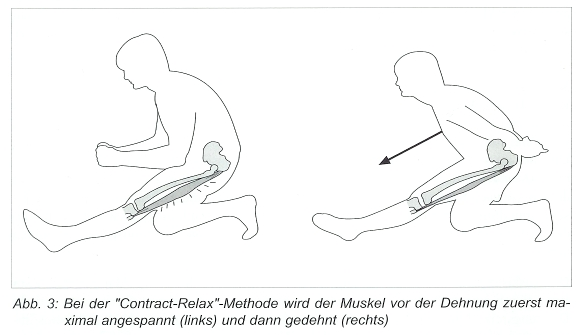 Abb. 3: Bei der "Contract-Relax"-Methode wird der Muskel vor der Dehnung zuerst ma-
ximal angespannt (links) und dann gedehnt (rechts)